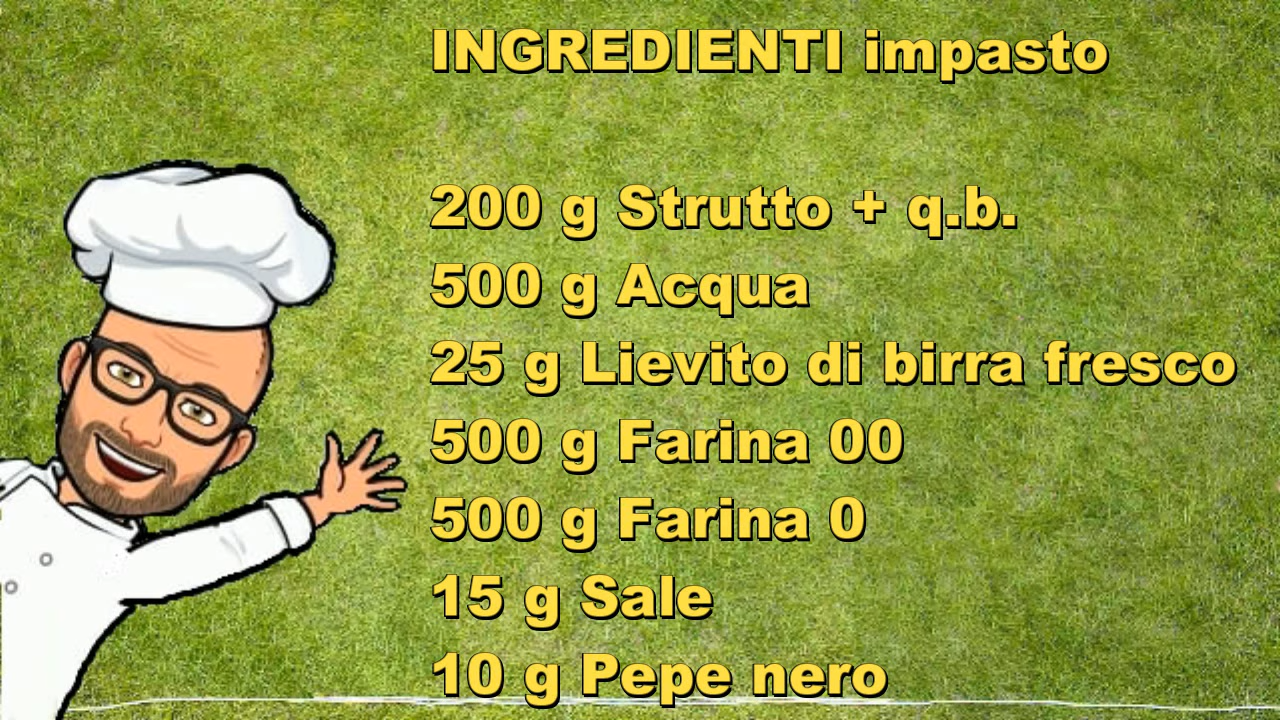 INGREDIENTI impasto
200 g Strutto + q.b.
500 g Acqua
25 g Lievito di birra fresco
500 g Farina 00
500 g Farina 0
15 g Sale
10 g Pepe nero